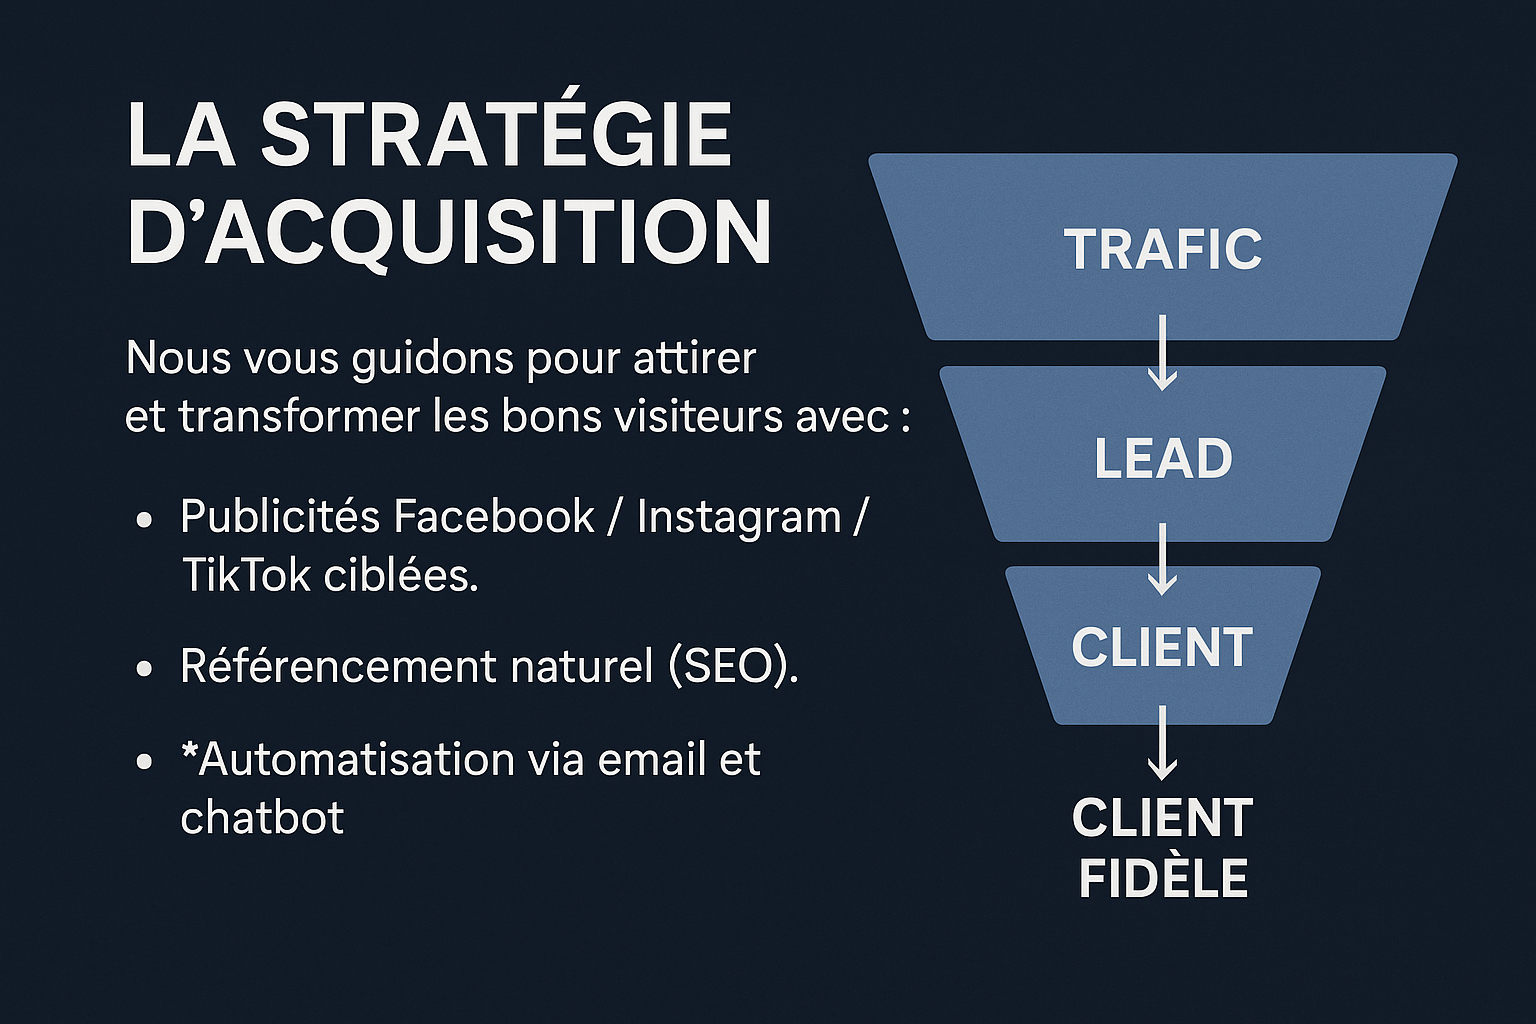 LA STRATÉGIE
D’ACQUISITION
Nous vous guidons pour attirer
et transformer les bons visiteurs avec :
• Publicités Facebook / Instagram /
TikTok ciblées.
• Référencement naturel (SEO).
• *Automatisation via email et
chatbot
TRAFIC
LEAD
CLIENT
CLIENT
FIDÈLE